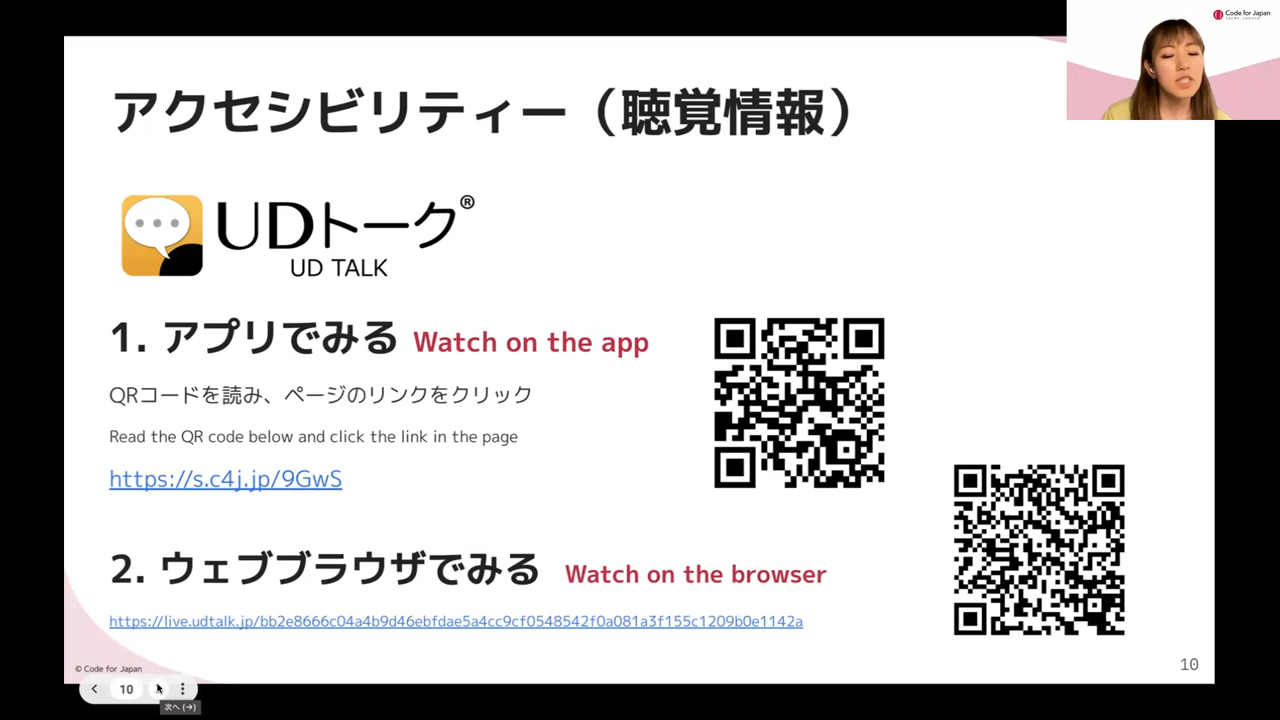 Code for Japan
アクセシビリティー（聴覚情報）
UDトーク®
UD TALK
1. アプリでみる Watch on the app
QRコードを読み、ページのリンクをクリック
Read the QR code below and click the link in the page
https://s.c4j.jp/9GwS
2. ウェブブラウザでみる Watch on the browser
https://live.udtalk.jp/bb2e8666c04a4b9d46ebfdae5a4cc9cf0548542f0a081a3f155c1209b0e1142a
© Code for Japan
10
10
次へ (→)